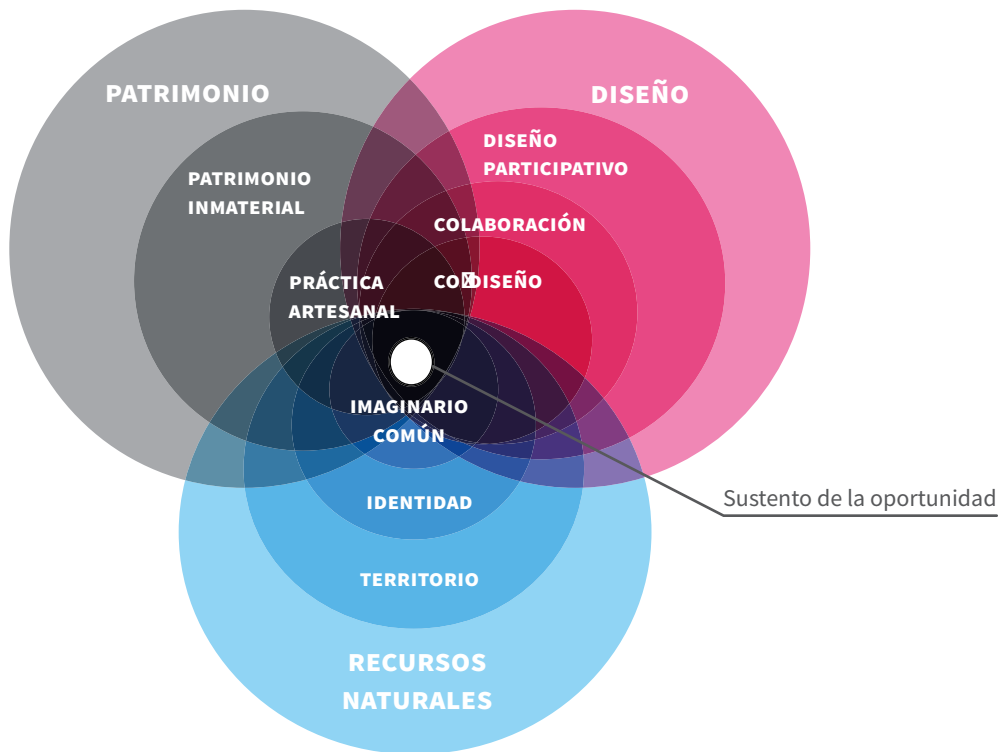 PATRIMONIO
DISEÑO
DISEÑO
PARTICIPATIVO
PATRIMONIO
INMATERIAL
COLABORACIÓN
PRÁCTICA
ARTESANAL
CO☒DISEÑO
IMAGINARIO
COMÚN
Sustento de la oportunidad
IDENTIDAD
TERRITORIO
RECURSOS
NATURALES